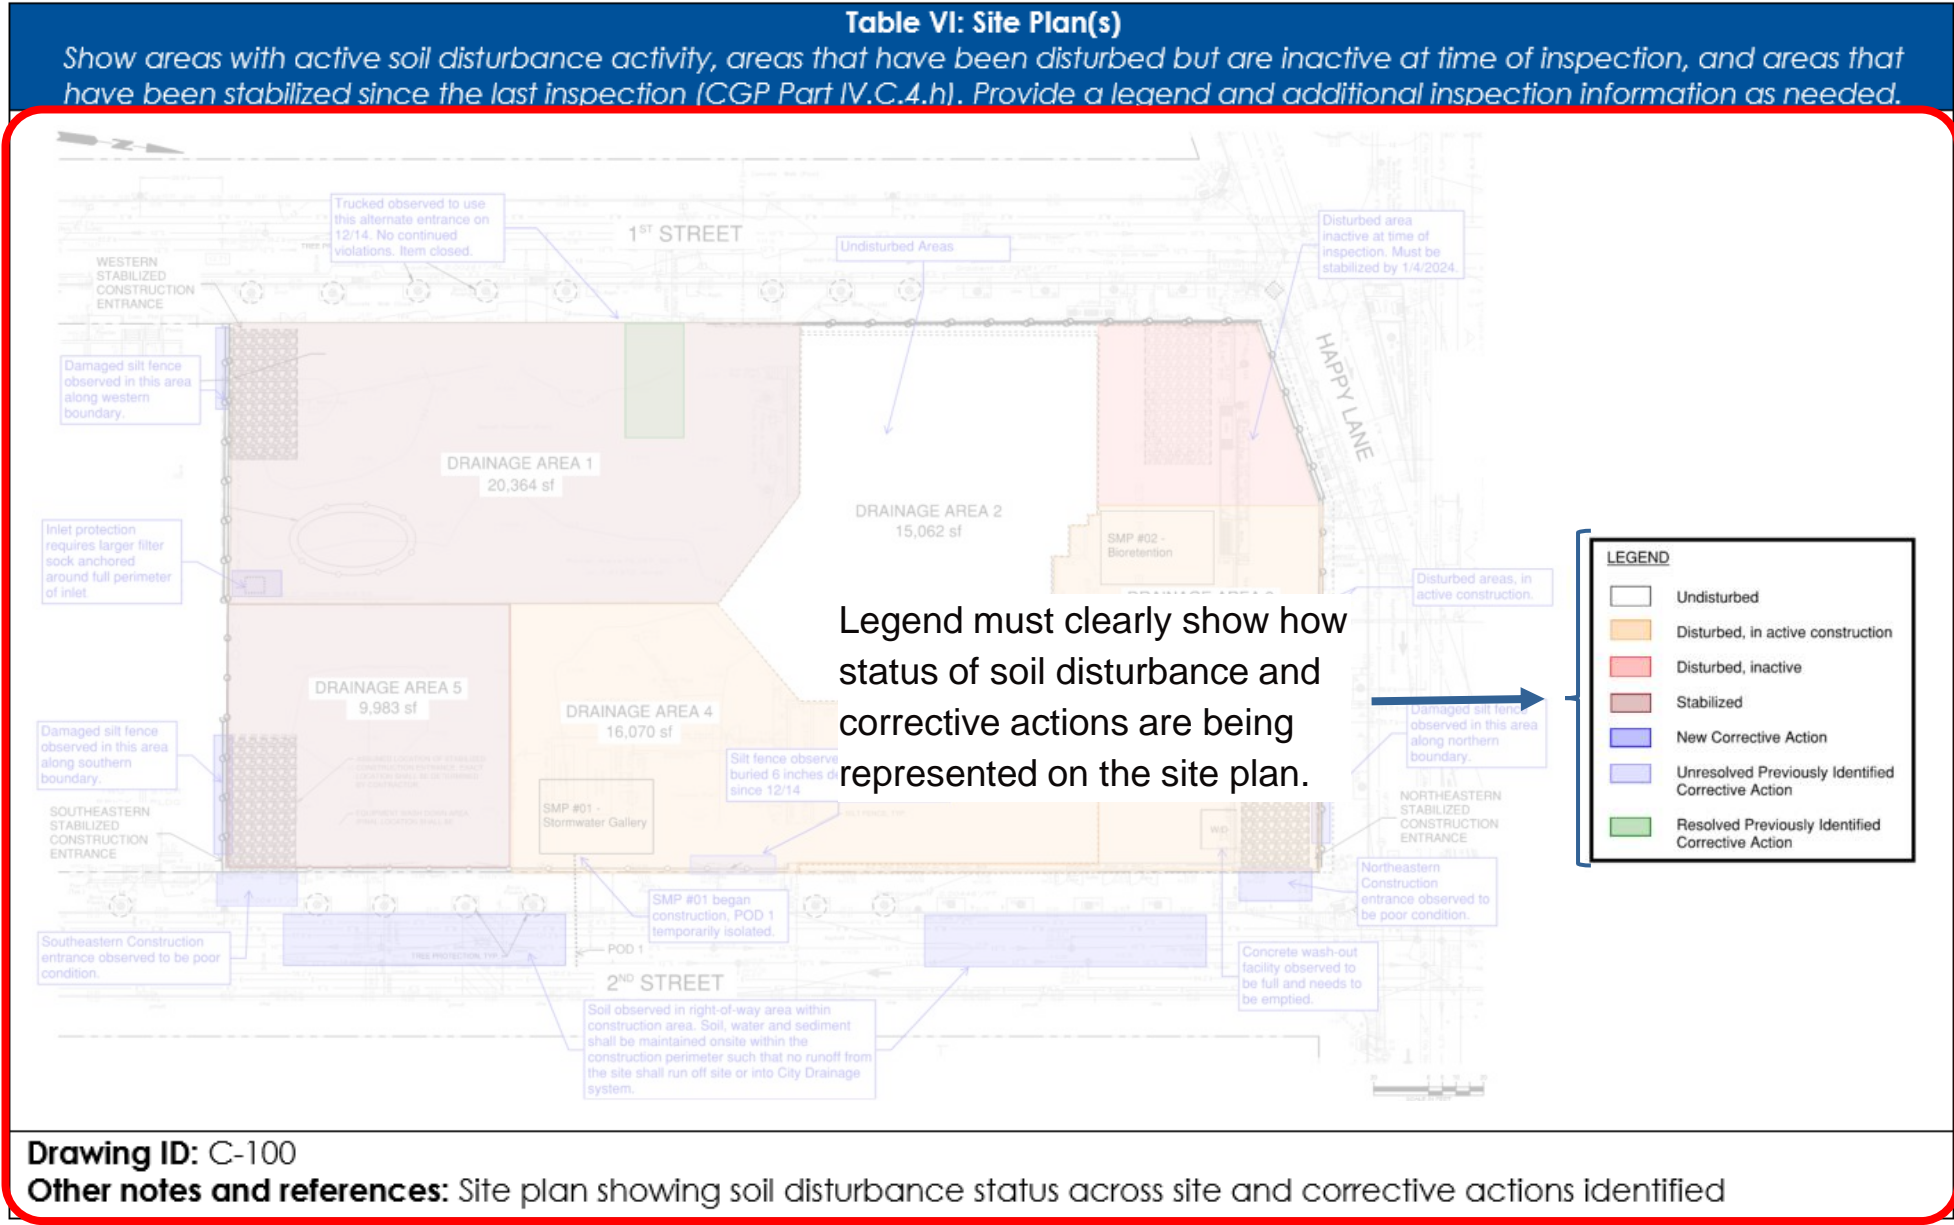 Table VI: Site Plan(s)
Show areas with active soil disturbance activity, areas that have been disturbed but are inactive at time of inspection, and areas that
have been stabilized since the last inspection (CGP Part IV.C.4.h). Provide a legend and additional inspection information as needed.
N
Trucked observed to use
this alternate entrance on
12/14. No continued
violations. Item closed.
1ST STREET
Undisturbed Areas
Disturbed area
inactive at time of
inspection. Must be
stabilized by 1/4/2024.
WESTERN
STABILIZED
CONSTRUCTION
ENTRANCE
HAPPY LANE
Damaged silt fence
observed in this area
along western
boundary.
DRAINAGE AREA 1
20,364 sf
DRAINAGE AREA 2
15,062 sf
SMP #02 -
Bioretention
Inlet protection
requires larger filter
sock anchored
around full perimeter
of inlet
Disturbed areas, in
active construction.
Legend must clearly show how
status of soil disturbance and
corrective actions are being
represented on the site plan.
LEGEND
Undisturbed
Disturbed, in active construction
Disturbed, inactive
Stabilized
New Corrective Action
Unresolved Previously Identified
Corrective Action
Resolved Previously Identified
Corrective Action
DRAINAGE AREA 5
9,983 sf
DRAINAGE AREA 4
16,070 sf
Damaged silt fence
observed in this area
along northern
boundary.
Damaged silt fence
observed in this area
along southern
boundary.
Silt fence observe
buried 6 inches de
since 12/14
SMP #01 -
Stormwater Gallery
SOUTHEASTERN
STABILIZED
CONSTRUCTION
ENTRANCE
NORTHEASTERN
STABILIZED
CONSTRUCTION
ENTRANCE
W/D
Northeastern
Construction
entrance observed to
be poor condition.
SMP #01 began
construction, POD 1
temporarily isolated.
Southeastern Construction
entrance observed to be poor
condition.
TREE PROTECTION, TYP.
POD 1
Concrete wash-out
facility observed to
be full and needs to
be emptied.
2ND STREET
Soil observed in right-of-way area within
construction area. Soil, water and sediment
shall be maintained onsite within the
construction perimeter such that no runoff from
the site shall run off site or into City Drainage
system.
Drawing ID: C-100
Other notes and references: Site plan showing soil disturbance status across site and corrective actions identified